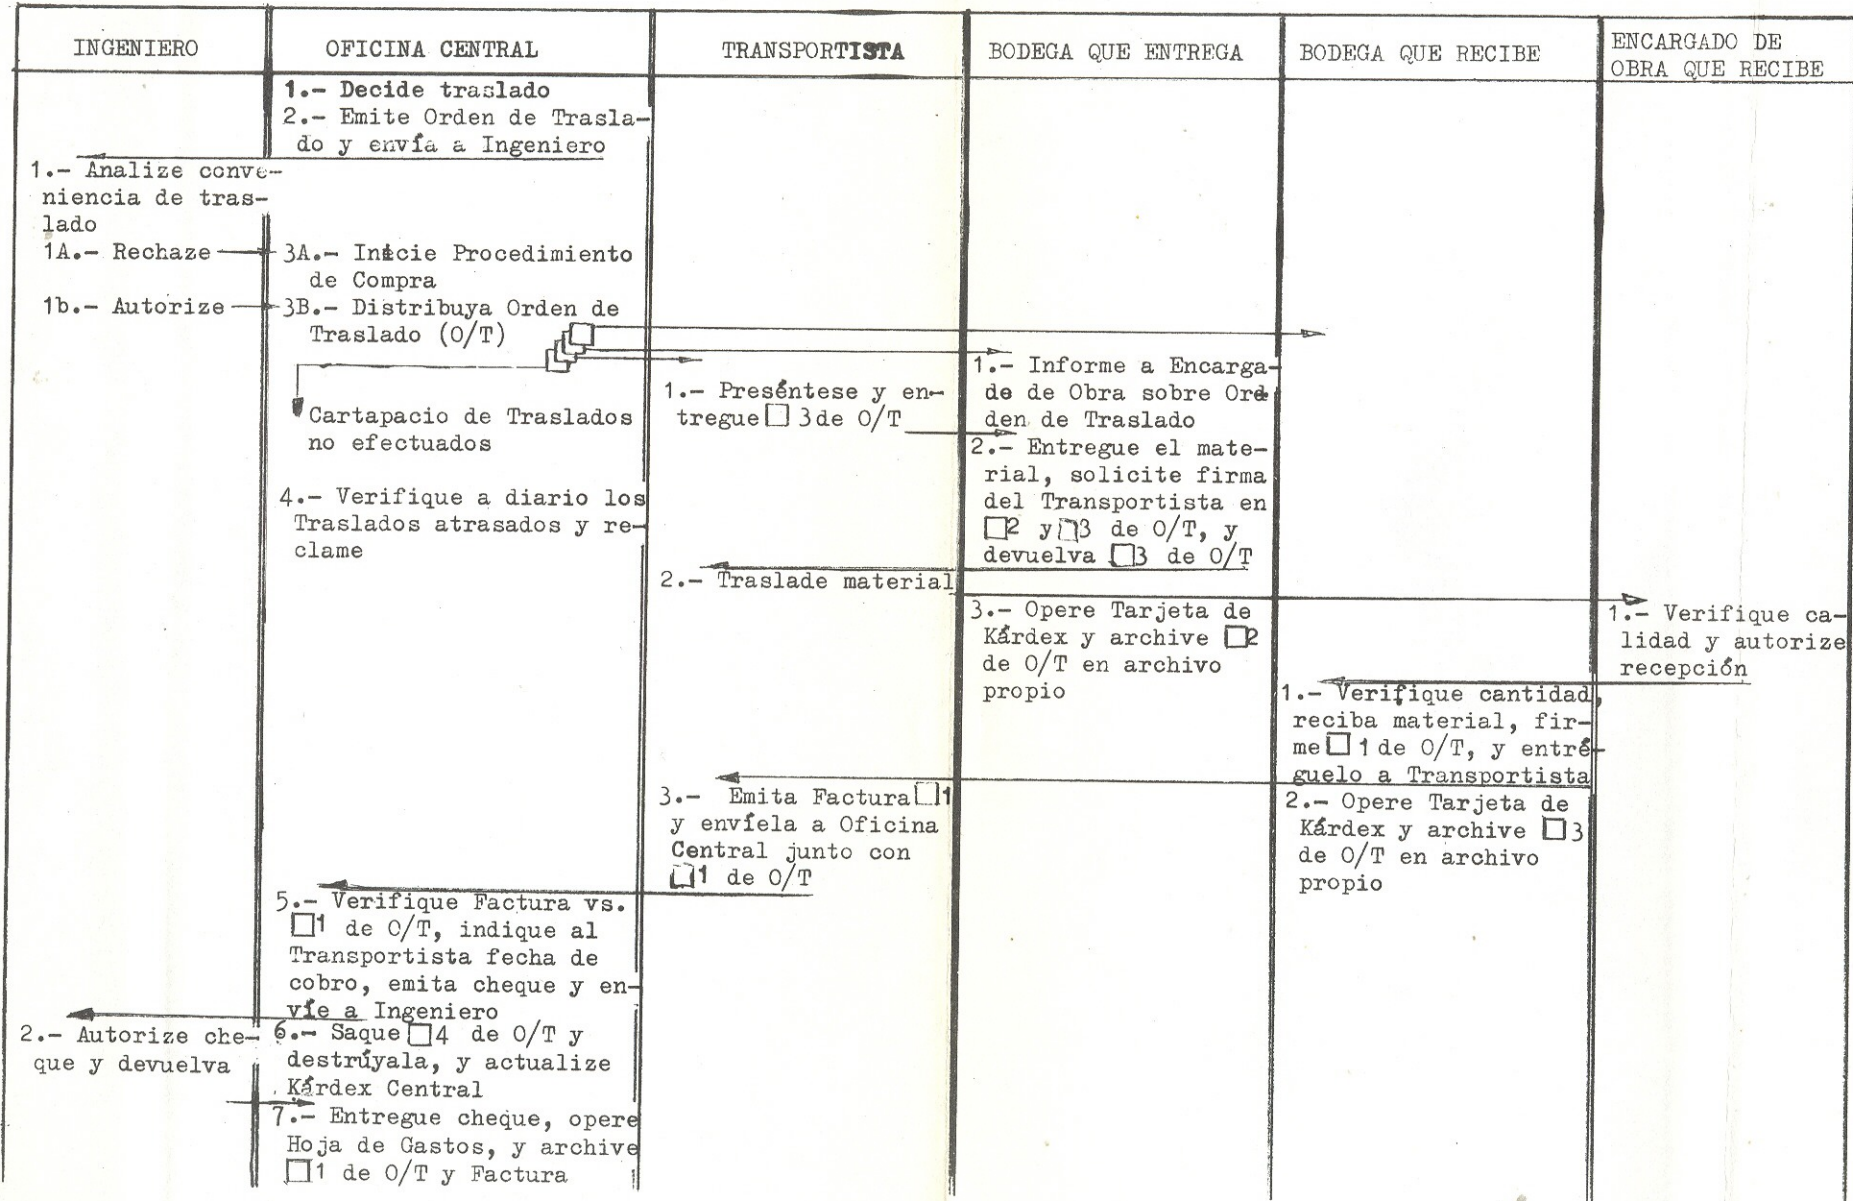 INGENIERO
OFICINA CENTRAL
TRANSPORTISTA
BODEGA QUE ENTREGA
BODEGA QUE RECIBE
ENCARGADO DE
OBRA QUE RECIBE
1.- Decide traslado
2.- Emite Orden de Trasla-
do y envía a Ingeniero
1.- Analize conve-
niencia de tras-
lado
1A.- Rechaze
3A.- Inicie Procedimiento
de Compra
1b.- Autorize
3B.- Distribuya Orden de
Traslado (O/T)
Cartapacio de Traslados
no efectuados
4.- Verifique a diario los
Traslados atrasados y re-
clame
1.- Preséntese y en-
tregue 3 de O/T
1.- Informe a Encarga-
do de Obra sobre Or-
den de Traslado
2.- Entregue el mate-
rial, solicite firma
del Transportista en
2 y 3 de O/T, y
devuelva 3 de O/T
2.- Traslade material
3.- Opere Tarjeta de
Kárdex y archive 2
de O/T en archivo
propio
1.- Verifique ca-
lidad y autorize
recepción
1.- Verifique cantidad,
reciba material, fir-
me 1 de O/T, y entré-
guelo a Transportista
2.- Opere Tarjeta de
Kárdex y archive 3
de O/T en archivo
propio
3.- Emita Factura 1
y envíela a Oficina
Central junto con
1 de O/T
5.- Verifique Factura vs.
1 de O/T, indique al
Transportista fecha de
cobro, emita cheque y en-
víe a Ingeniero
2.- Autorize che-
que y devuelva
6.- Saque 4 de O/T y
destrúyala, y actualize
Kárdex Central
7.- Entregue cheque, opere
Hoja de Gastos, y archive
1 de O/T y Factura